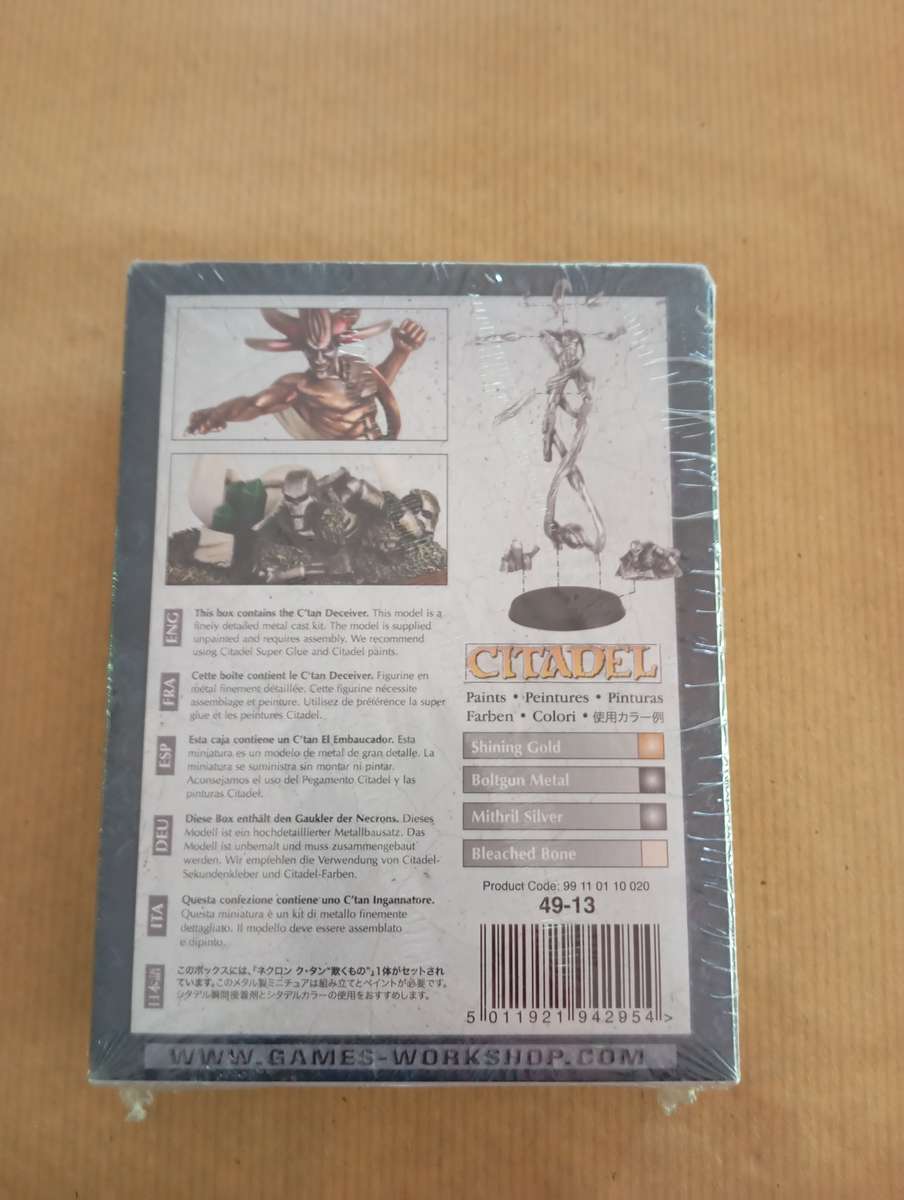 ENG
This box contains the C'tan Deceiver. This model is a
finely detailed metal cast kit. The model is supplied
unpainted and requires assembly. We recommend
using Citadel Super Glue and Citadel paints.
FRA
Cette boîte contient le C'tan Deceiver. Figurine en
métal finement détaillée. Cette figurine nécessite
assemblage et peinture. Utilisez de préférence la super
glue et les peintures Citadel.
ESP
Esta caja contiene un C'tan El Embaucador. Esta
miniatura es un modelo de metal de gran detalle. La
miniatura se suministra sin montar ni pintar.
Aconsejamos el uso del Pegamento Citadel y las
pinturas Citadel.
DEU
Diese Box enthält den Gaukler der Necrons. Dieses
Modell ist ein hochdetaillierter Metallbausatz. Das
Modell ist unbemalt und muss zusammengebaut
werden. Wir empfehlen die Verwendung von Citadel-
Sekundenkleber und Citadel-Farben.
ITA
Questa confezione contiene uno C'tan Ingannatore.
Questa miniatura è un kit di metallo finemente
dettagliato. Il modello deve essere assemblato
e dipinto.
日本語
このボックスには、「ネクロン ク・タン“欺くもの”」1体がセットされ
ています。このメタル製ミニチュアは組み立てとペイントが必要です。
シタデル瞬間接着剤とシタデルカラーの使用をおすすめします。
CITADEL
Paints • Peintures • Pinturas
Farben • Colori • 使用カラー例
Shining Gold
Boltgun Metal
Mithril Silver
Bleached Bone
Product Code: 99 11 01 10 020
49-13
5 011921 942954 >
WWW.GAMES-WORKSHOP.COM